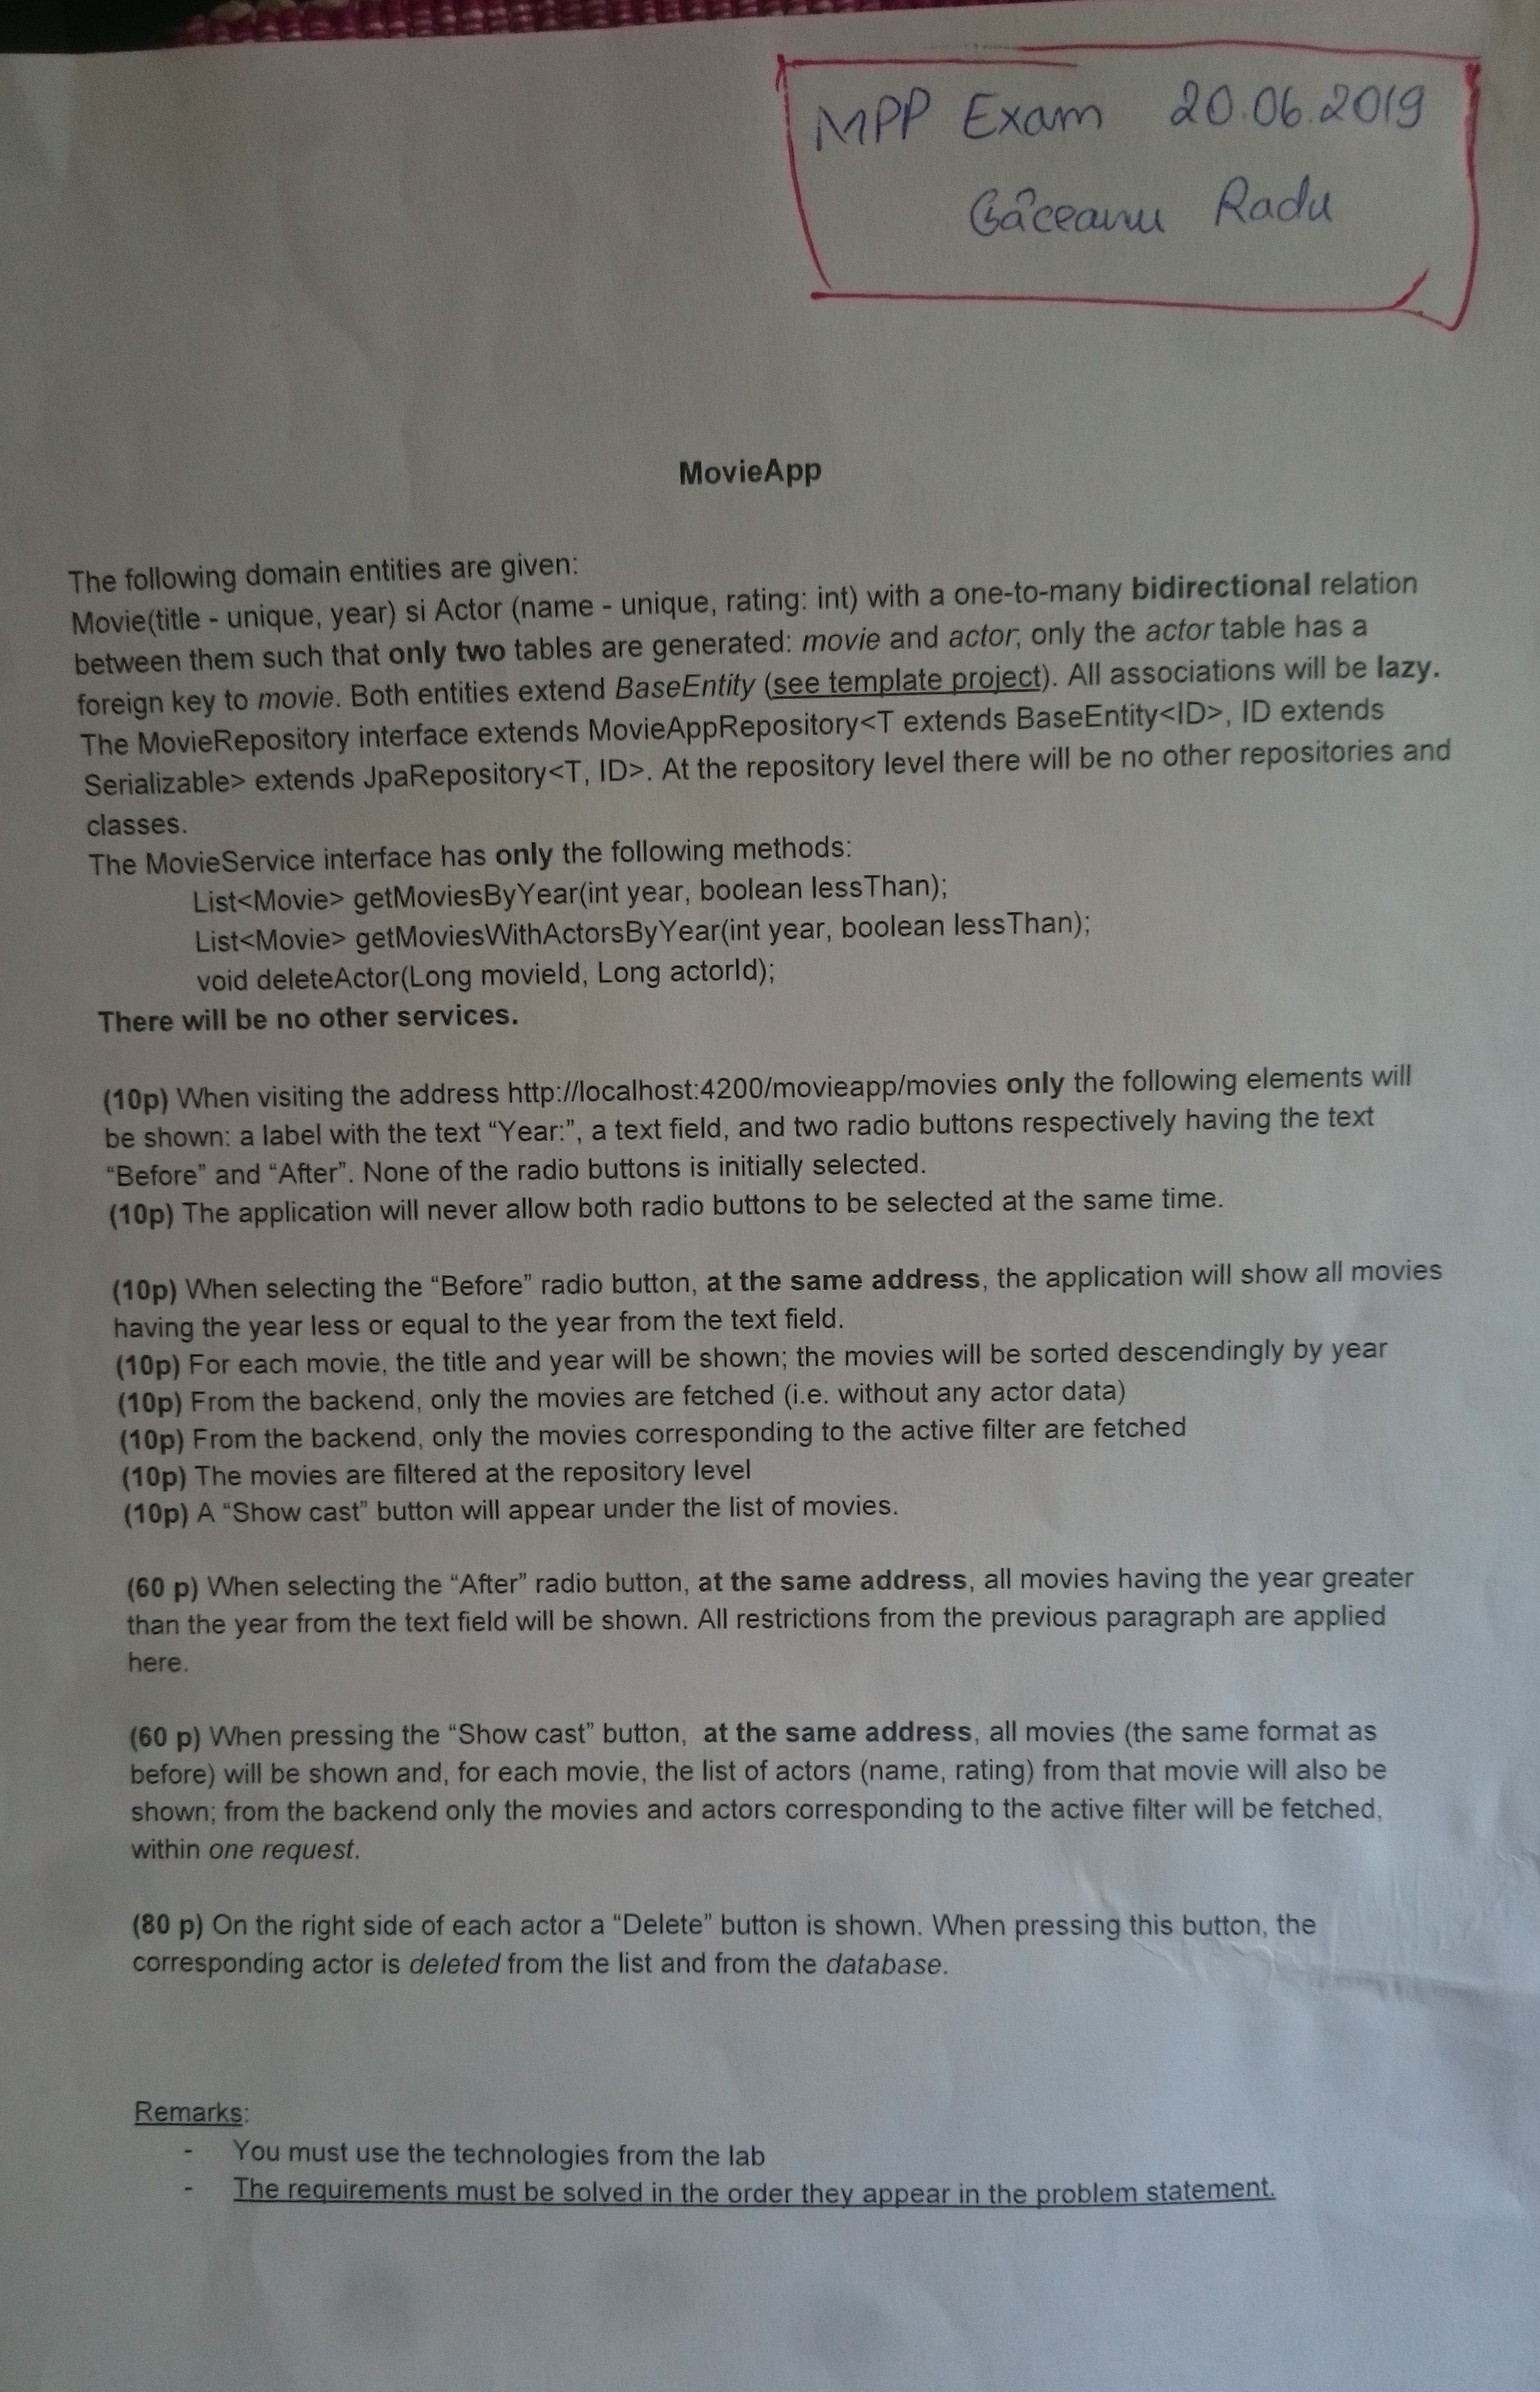 MPP Exam 20.06.2019
Gâceanu Radu
MovieApp
The following domain entities are given:
Movie(title - unique, year) si Actor (name - unique, rating: int) with a one-to-many bidirectional relation
between them such that only two tables are generated: movie and actor; only the actor table has a
foreign key to movie. Both entities extend BaseEntity (see template project). All associations will be lazy.
The MovieRepository interface extends MovieAppRepository<T extends BaseEntity<ID>, ID extends
Serializable> extends JpaRepository<T, ID>. At the repository level there will be no other repositories and
classes.
The MovieService interface has only the following methods:
List<Movie> getMoviesByYear(int year, boolean lessThan);
List<Movie> getMoviesWithActorsByYear(int year, boolean lessThan);
void deleteActor(Long movieId, Long actorId);
There will be no other services.
(10p) When visiting the address http://localhost:4200/movieapp/movies only the following elements will
be shown: a label with the text “Year:”, a text field, and two radio buttons respectively having the text
“Before” and “After”. None of the radio buttons is initially selected.
(10p) The application will never allow both radio buttons to be selected at the same time.
(10p) When selecting the “Before” radio button, at the same address, the application will show all movies
having the year less or equal to the year from the text field.
(10p) For each movie, the title and year will be shown; the movies will be sorted descendingly by year
(10p) From the backend, only the movies are fetched (i.e. without any actor data)
(10p) From the backend, only the movies corresponding to the active filter are fetched
(10p) The movies are filtered at the repository level
(10p) A “Show cast” button will appear under the list of movies.
(60 p) When selecting the “After” radio button, at the same address, all movies having the year greater
than the year from the text field will be shown. All restrictions from the previous paragraph are applied
here.
(60 p) When pressing the “Show cast” button, at the same address, all movies (the same format as
before) will be shown and, for each movie, the list of actors (name, rating) from that movie will also be
shown; from the backend only the movies and actors corresponding to the active filter will be fetched,
within one request.
(80 p) On the right side of each actor a “Delete” button is shown. When pressing this button, the
corresponding actor is deleted from the list and from the database.
Remarks:
- You must use the technologies from the lab
- The requirements must be solved in the order they appear in the problem statement.